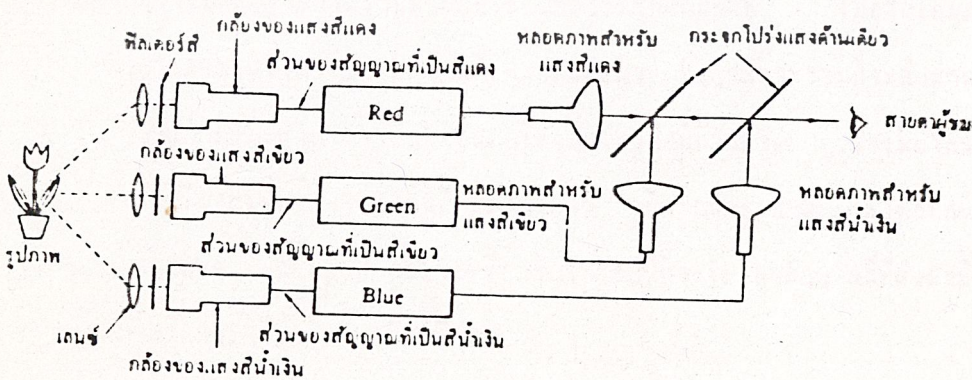 กล้องของแสงสีแดง
ฟิลเตอร์สี
ส่วนของสัญญาณที่เป็นสีแดง
Red
หลอดภาพสำหรับ
แสงสีแดง
กระจกโปร่งแสงด้านเดียว
สายตาผู้ชม
กล้องของแสงสีเขียว
Green
ส่วนของสัญญาณที่เป็นสีเขียว
หลอดภาพสำหรับ
แสงสีเขียว
หลอดภาพสำหรับ
แสงสีน้ำเงิน
รูปภาพ
Blue
เลนซ์
ส่วนของสัญญาณที่เป็นสีน้ำเงิน
กล้องของแสงสีน้ำเงิน